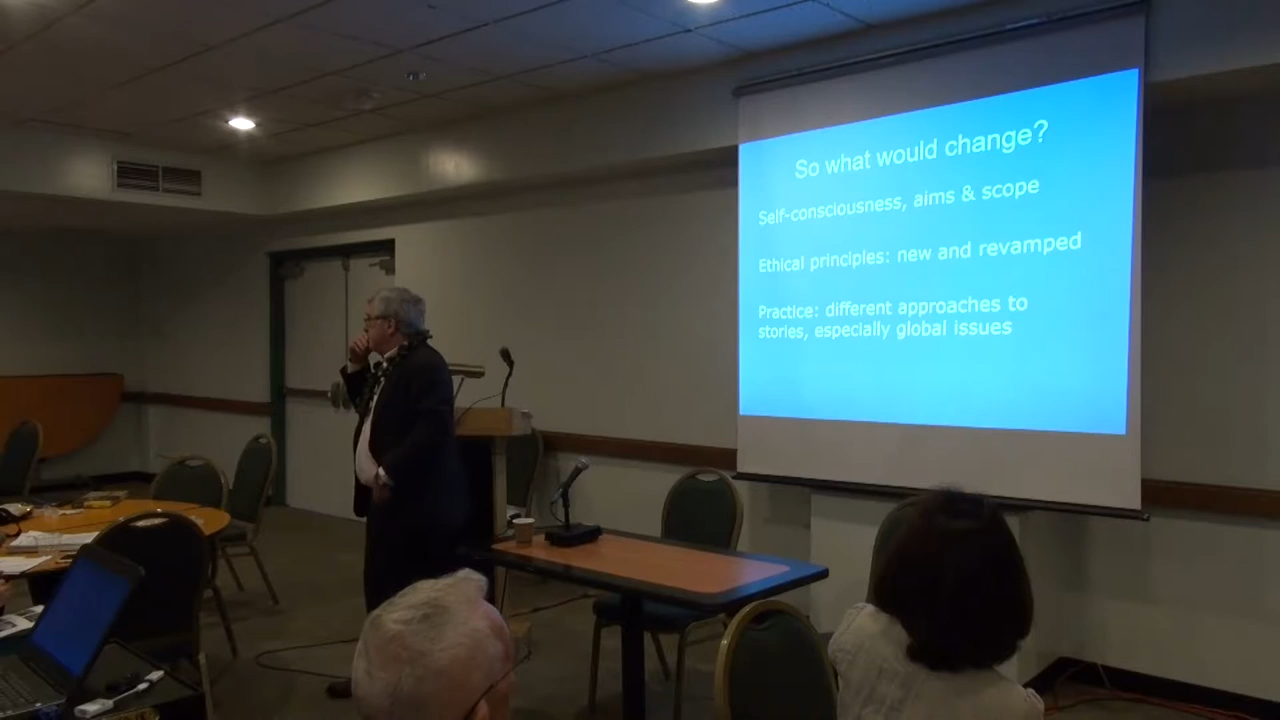 So what would change?
Self-consciousness, aims & scope
Ethical principles: new and revamped
Practice: different approaches to
stories, especially global issues